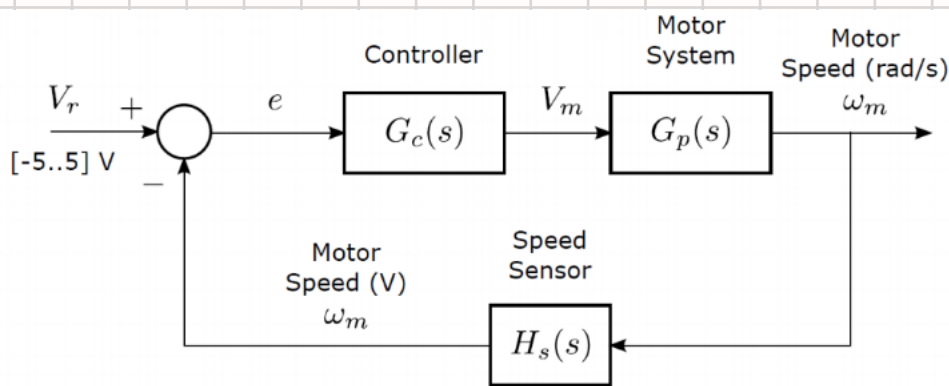 Motor
System
Controller
Motor
Speed (rad/s)
V_r
+
e
V_m
ω_m
G_c(s)
G_p(s)
[-5..5] V
−
Motor
Speed (V)
ω_m
Speed
Sensor
H_s(s)